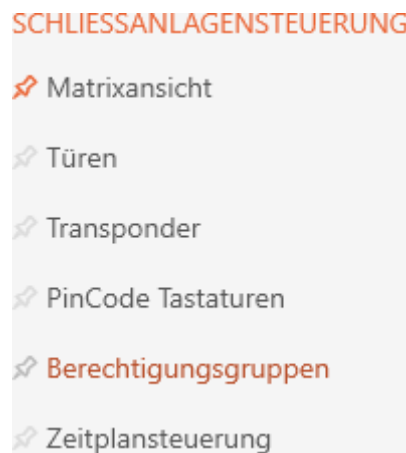 SCHLIESSANLAGENSTEUERUNG
Matrixansicht
Türen
Transponder
PinCode Tastaturen
Berechtigungsgruppen
Zeitplansteuerung